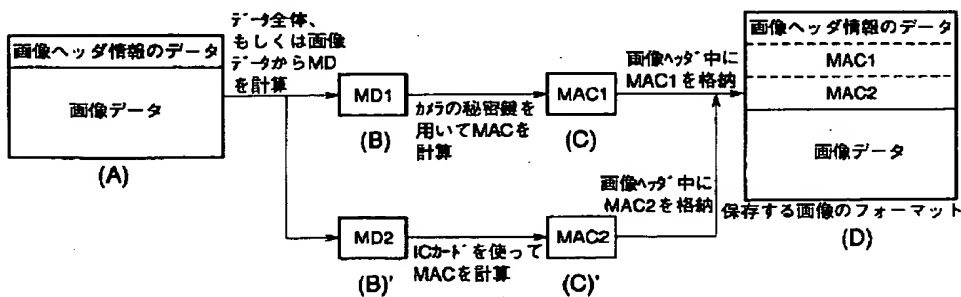 画像ヘッダ情報のデータ
画像データ
(A)
データ全体、
もしくは画像
データからMD
を計算
MD1
(B)
カメラの秘密鍵を
用いてMACを
計算
MAC1
(C)
画像ヘッダ中に
MAC1を格納
MD2
(B)'
ICカードを使って
MACを計算
MAC2
(C)'
画像ヘッダ中に
MAC2を格納
画像ヘッダ情報のデータ
MAC1
MAC2
画像データ
保存する画像のフォーマット
(D)